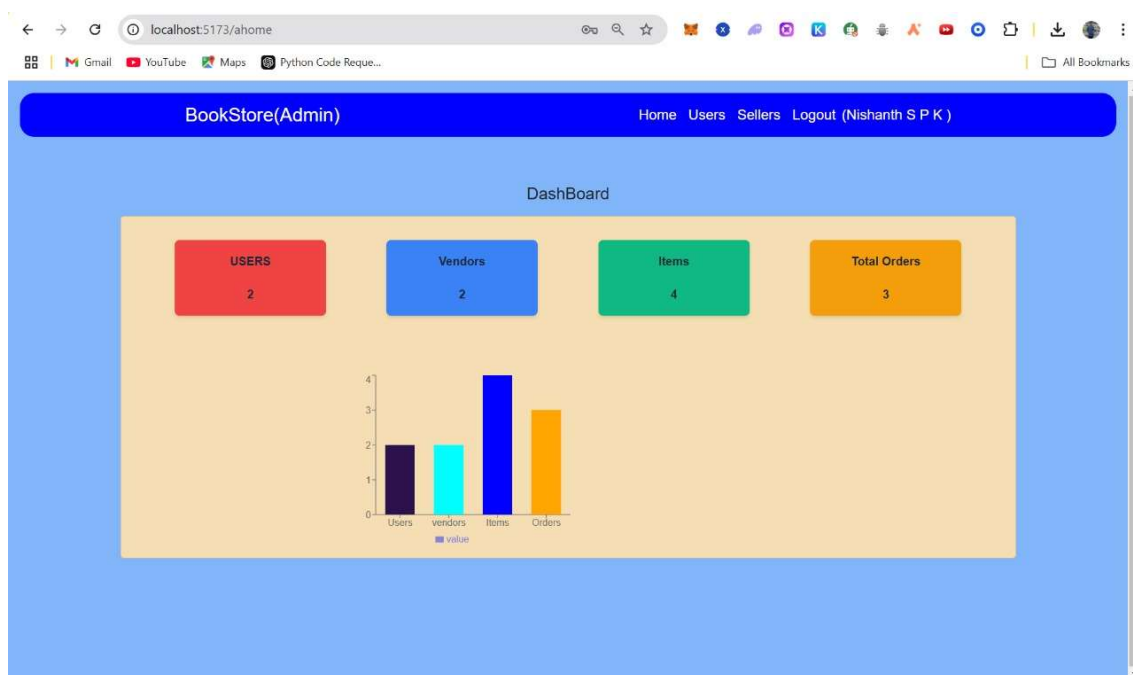 localhost:5173/ahome
Gmail YouTube Maps Python Code Reque... All Bookmarks
BookStore(Admin) Home Users Sellers Logout (Nishanth S P K )
DashBoard
USERS Vendors Items Total Orders
2 2 4 3
4
3
2
1
0
Users vendors Items Orders
value